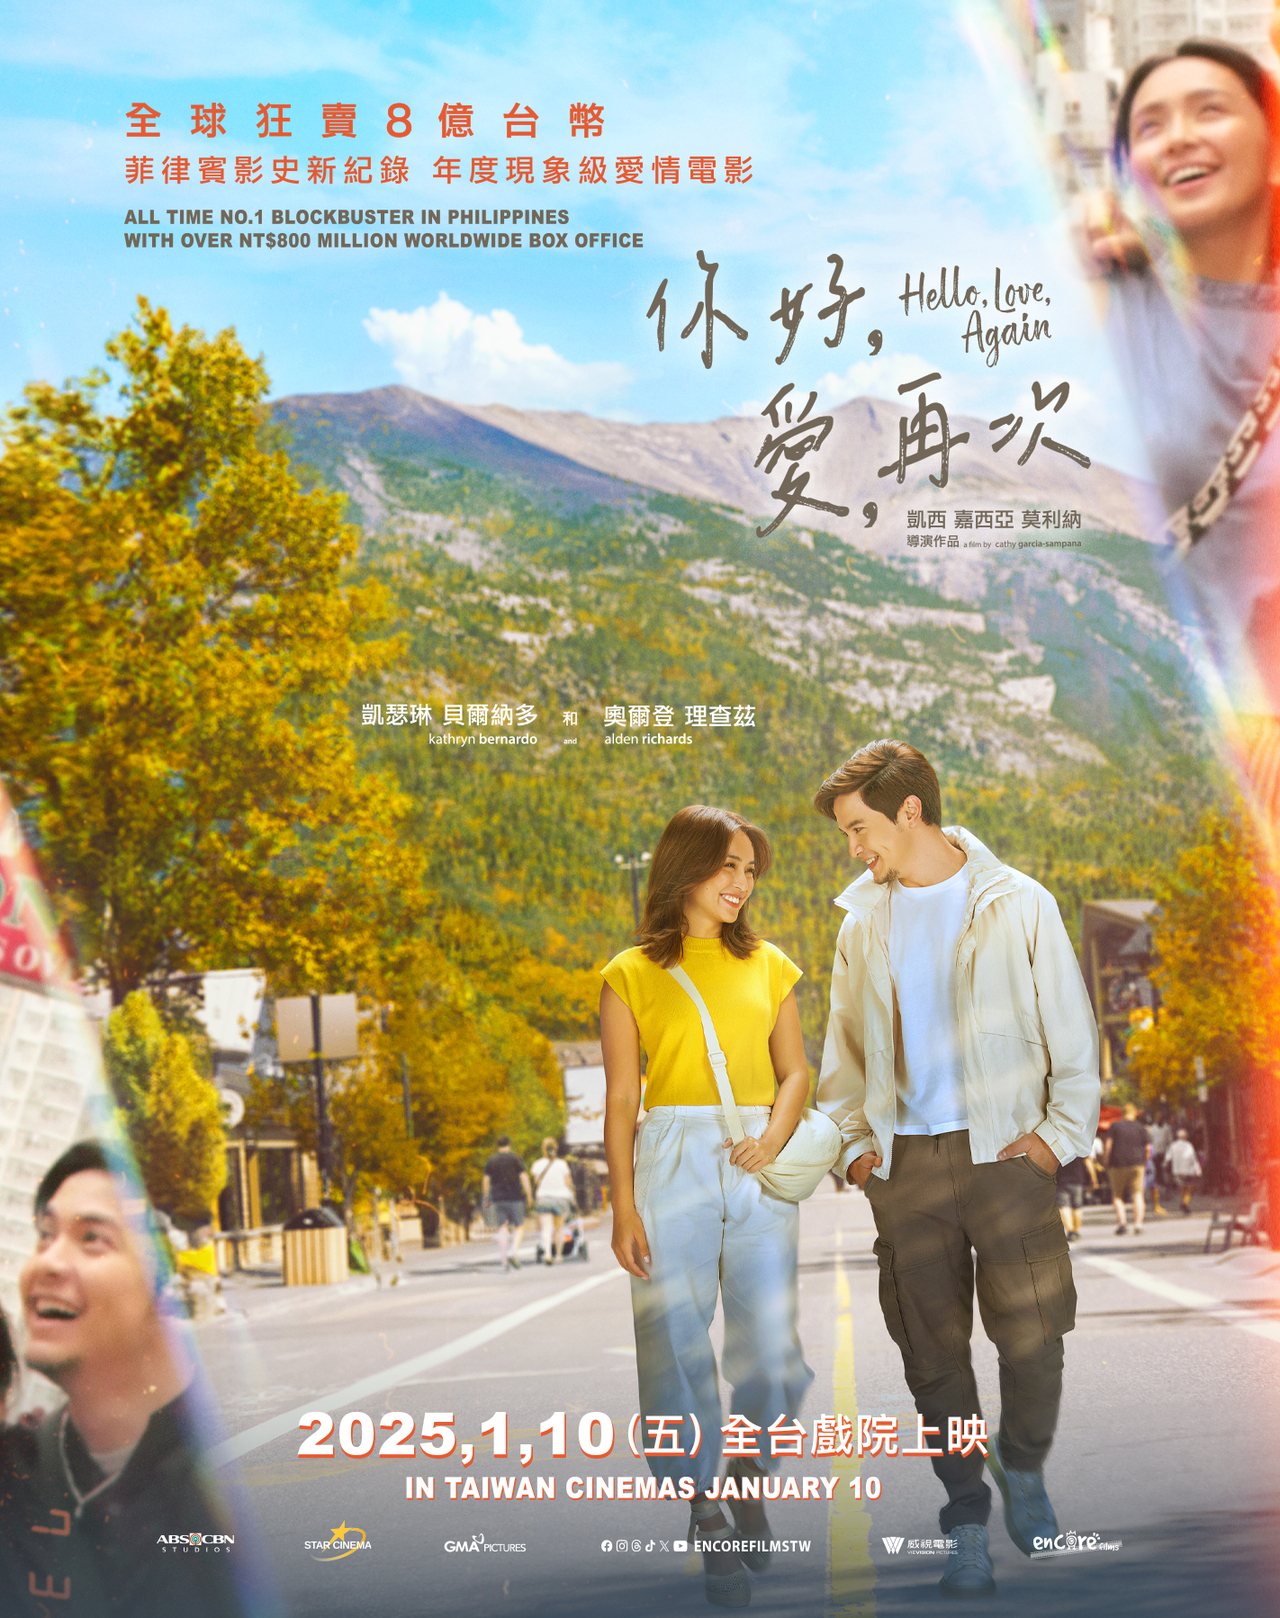 全球狂賣8億台幣
菲律賓影史新紀錄 年度現象級愛情電影
ALL TIME NO.1 BLOCKBUSTER IN PHILIPPINES
WITH OVER NT$800 MILLION WORLDWIDE BOX OFFICE
你好,
Hello, Love,
Again
愛,再次
凱西 嘉西亞 莫利納
導演作品 a film by cathy garcia-sampana
凱瑟琳 貝爾納多 和 奧爾登 理查茲
kathryn bernardo and alden richards
2025,1,10(五)全台戲院上映
IN TAIWAN CINEMAS JANUARY 10
ABS CBN
STUDIOS
STAR CINEMA
GMA PICTURES
ENCOREFILMSTW
威視電影
VIEVISION PICTURES
encore films